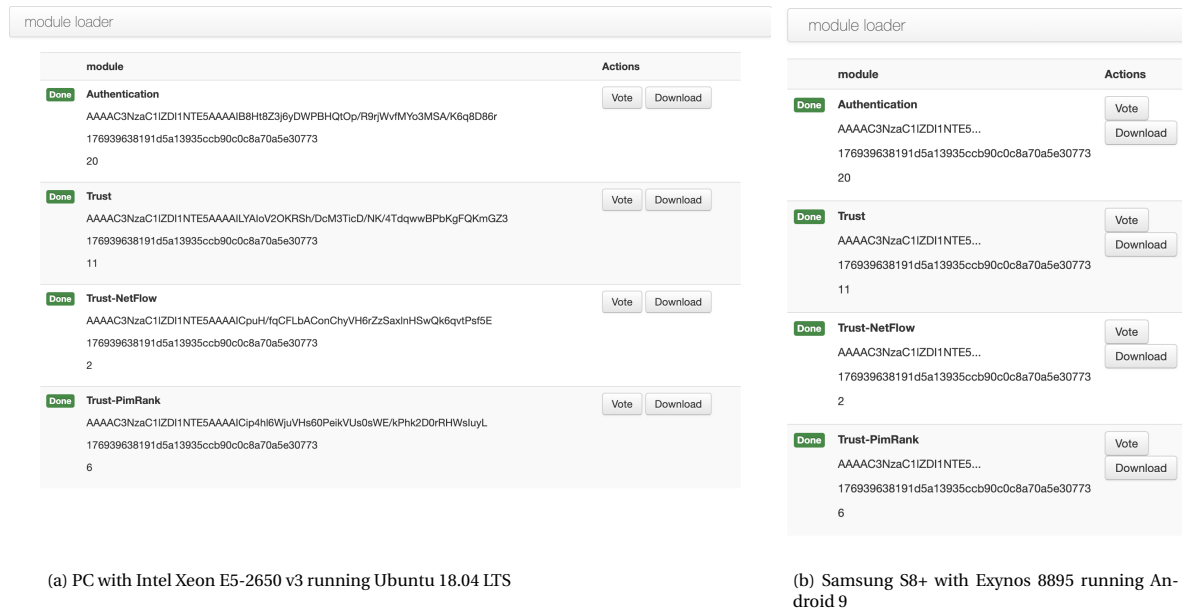 module loader
module Actions
Done Authentication Vote Download
AAAAC3NzaC1lZDI1NTE5AAAAIB8Ht8Z3j6yDWPBHQtOp/R9rjWvfMYo3MSA/K6q8D86r
176939638191d5a13935ccb90c0c8a70a5e30773
20
Done Trust Vote Download
AAAAC3NzaC1lZDI1NTE5AAAAILYAIoV2OKRSh/DcM3TicD/NK/4TdqwwBPbKgFQKmGZ3
176939638191d5a13935ccb90c0c8a70a5e30773
11
Done Trust-NetFlow Vote Download
AAAAC3NzaC1lZDI1NTE5AAAAICpuH/fqCFLbAConChyVH6rZzSaxlnHSwQk6qvtPsf5E
176939638191d5a13935ccb90c0c8a70a5e30773
2
Done Trust-PimRank Vote Download
AAAAC3NzaC1lZDI1NTE5AAAAICip4hl6WjuVHs60PeikVUs0sWE/kPhk2D0rRHWsIuyL
176939638191d5a13935ccb90c0c8a70a5e30773
6
(a) PC with Intel Xeon E5-2650 v3 running Ubuntu 18.04 LTS
module loader
module Actions
Done Authentication Vote
AAAAC3NzaC1lZDI1NTE5... Download
176939638191d5a13935ccb90c0c8a70a5e30773
20
Done Trust Vote
AAAAC3NzaC1lZDI1NTE5... Download
176939638191d5a13935ccb90c0c8a70a5e30773
11
Done Trust-NetFlow Vote
AAAAC3NzaC1lZDI1NTE5... Download
176939638191d5a13935ccb90c0c8a70a5e30773
2
Done Trust-PimRank Vote
AAAAC3NzaC1lZDI1NTE5... Download
176939638191d5a13935ccb90c0c8a70a5e30773
6
(b) Samsung S8+ with Exynos 8895 running An-
droid 9